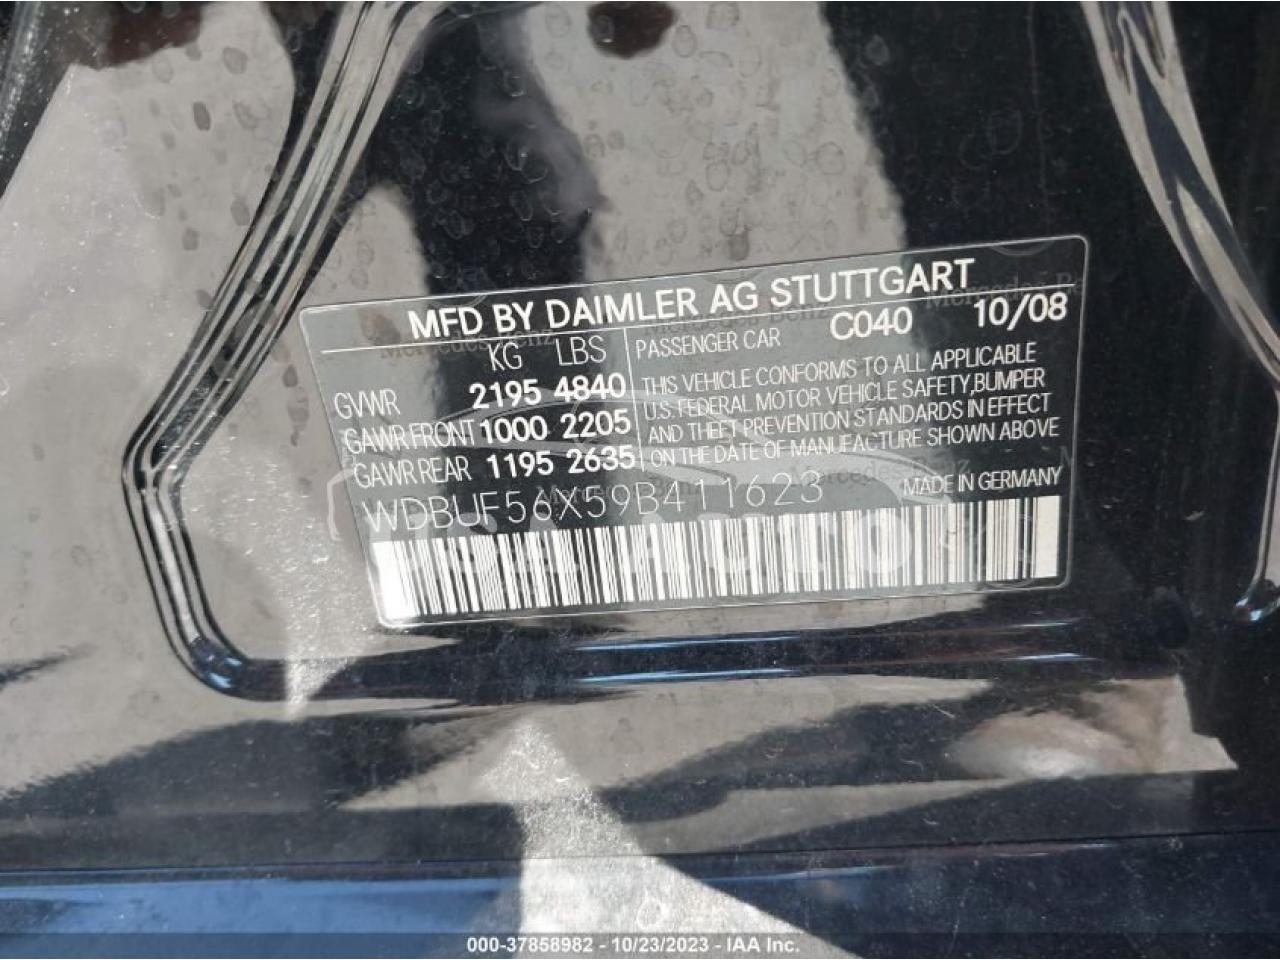 MFD BY DAIMLER AG STUTTGART
KG LBS PASSENGER CAR C040 10/08
GVWR 2195 4840
GAWR FRONT 1000 2205
GAWR REAR 1195 2635
THIS VEHICLE CONFORMS TO ALL APPLICABLE
U.S. FEDERAL MOTOR VEHICLE SAFETY, BUMPER
AND THEFT PREVENTION STANDARDS IN EFFECT
ON THE DATE OF MANUFACTURE SHOWN ABOVE
WDBUF56X59B411623 MADE IN GERMANY
000-37858982 - 10/23/2023 - IAA Inc.